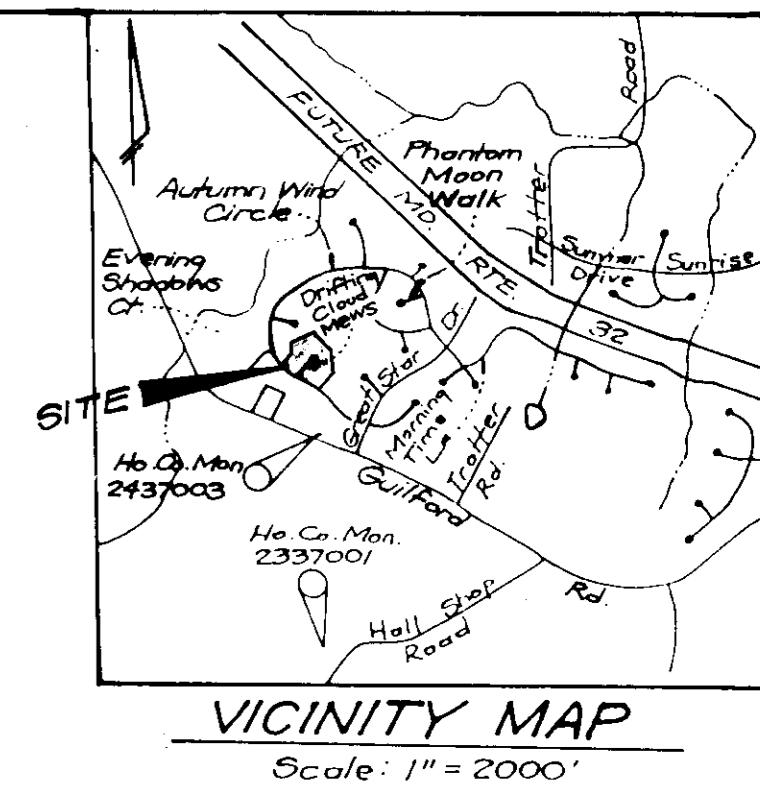 FUTURE MD. RTE. 32
Road
Phantom
Moon
Walk
Trotter
Autumn Wind
Circle
Summer
Drive
Sunrise
Evening
Shadows
Ct.
Drifting
Cloud
Mews
Dr.
Great Star
SITE
Morning
Time
Ln
Trotter
Rd.
Ho. Co. Mon.
2437003
Guilford
Ho. Co. Mon.
2337001
Rd.
Hall Shop
Road
VICINITY MAP
Scale: 1" = 2000'